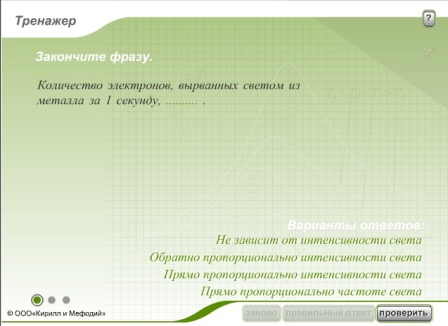 Тренажер
?
Закончите фразу.
Количество электронов, вырванных светом из
металла за 1 секунду, .......... .
Варианты ответов:
Не зависит от интенсивности света
Обратно пропорционально интенсивности света
Прямо пропорционально интенсивности света
Прямо пропорционально частоте света
© ООО«Кирилл и Мефодий»
заново
правильный ответ
проверить